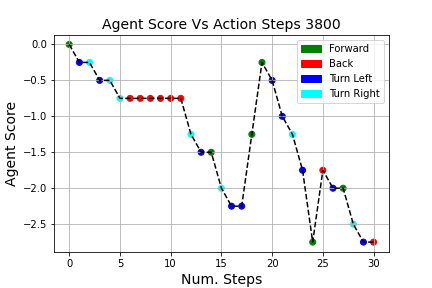 Agent Score Vs Action Steps 3800
Agent Score
0.0
−0.5
−1.0
−1.5
−2.0
−2.5
Forward
Back
Turn Left
Turn Right
0 5 10 15 20 25 30
Num. Steps